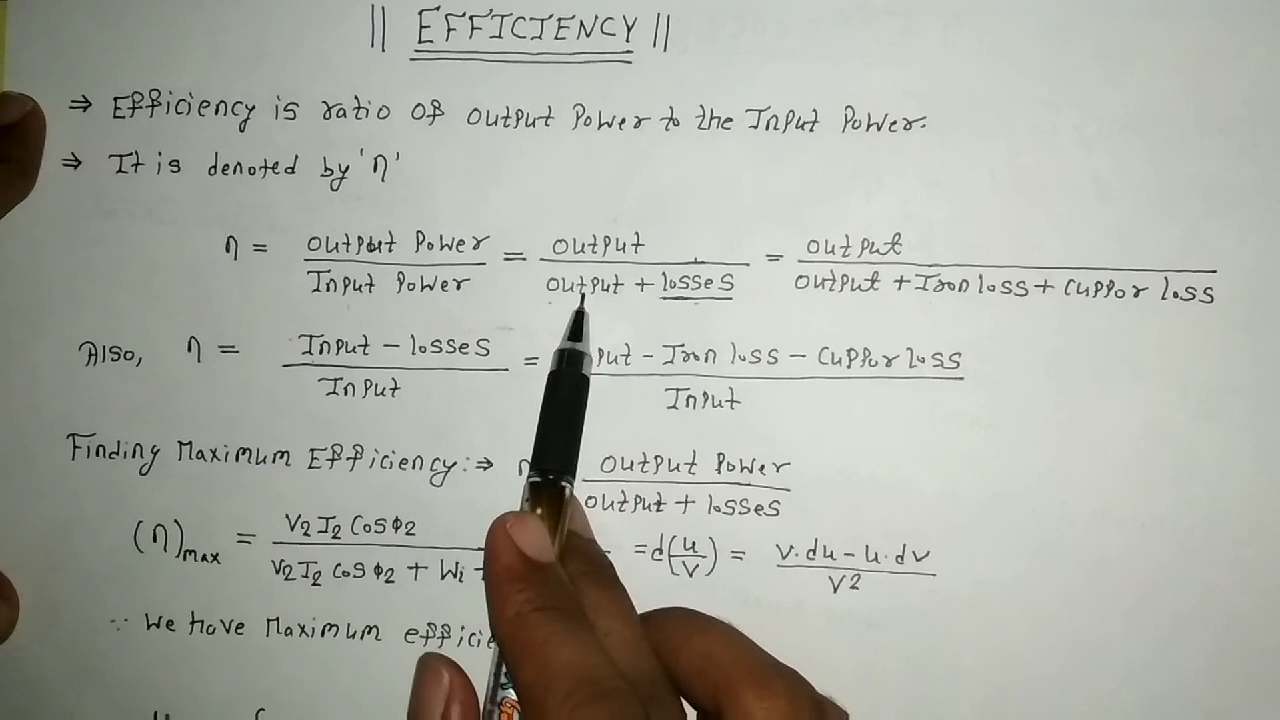 || EFFICIENCY ||
⇒ Efficiency is ratio of output Power to the Input Power.
⇒ It is denoted by 'η'
η = output Power / Input Power = output / output + losses = output / output + Iron loss + Cuppor loss
Also, η = Input - losses / Input = put - Iron loss - Cuppor loss / Input
Finding Maximum Efficiency:⇒ η output Power / output + losses
(η)max = V2 I2 Cos φ2 / V2 I2 Cos φ2 + Wi + = d(u/v) = v.du - u.dv / v2
∵ We have Maximum efficie